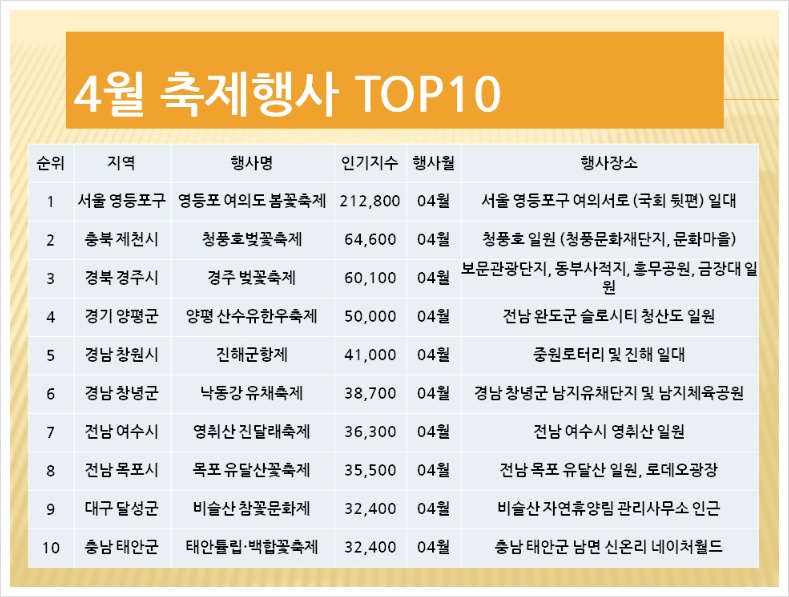 4월 축제행사 TOP10
순위 지역 행사명 인기지수 행사월 행사장소
1 서울 영등포구 영등포 여의도 봄꽃축제 212,800 04월 서울 영등포구 여의서로 (국회 뒷편) 일대
2 충북 제천시 청풍호벚꽃축제 64,600 04월 청풍호 일원 (청풍문화재단지, 문화마을)
3 경북 경주시 경주 벚꽃축제 60,100 04월 보문관광단지, 동부사적지, 흥무공원, 금장대 일
원
4 경기 양평군 양평 산수유한우축제 50,000 04월 전남 완도군 슬로시티 청산도 일원
5 경남 창원시 진해군항제 41,000 04월 중원로터리 및 진해 일대
6 경남 창녕군 낙동강 유채축제 38,700 04월 경남 창녕군 남지유채단지 및 남지체육공원
7 전남 여수시 영취산 진달래축제 36,300 04월 전남 여수시 영취산 일원
8 전남 목포시 목포 유달산꽃축제 35,500 04월 전남 목포 유달산 일원, 로데오광장
9 대구 달성군 비슬산 참꽃문화제 32,400 04월 비슬산 자연휴양림 관리사무소 인근
10 충남 태안군 태안튤립·백합꽃축제 32,400 04월 충남 태안군 남면 신온리 네이처월드